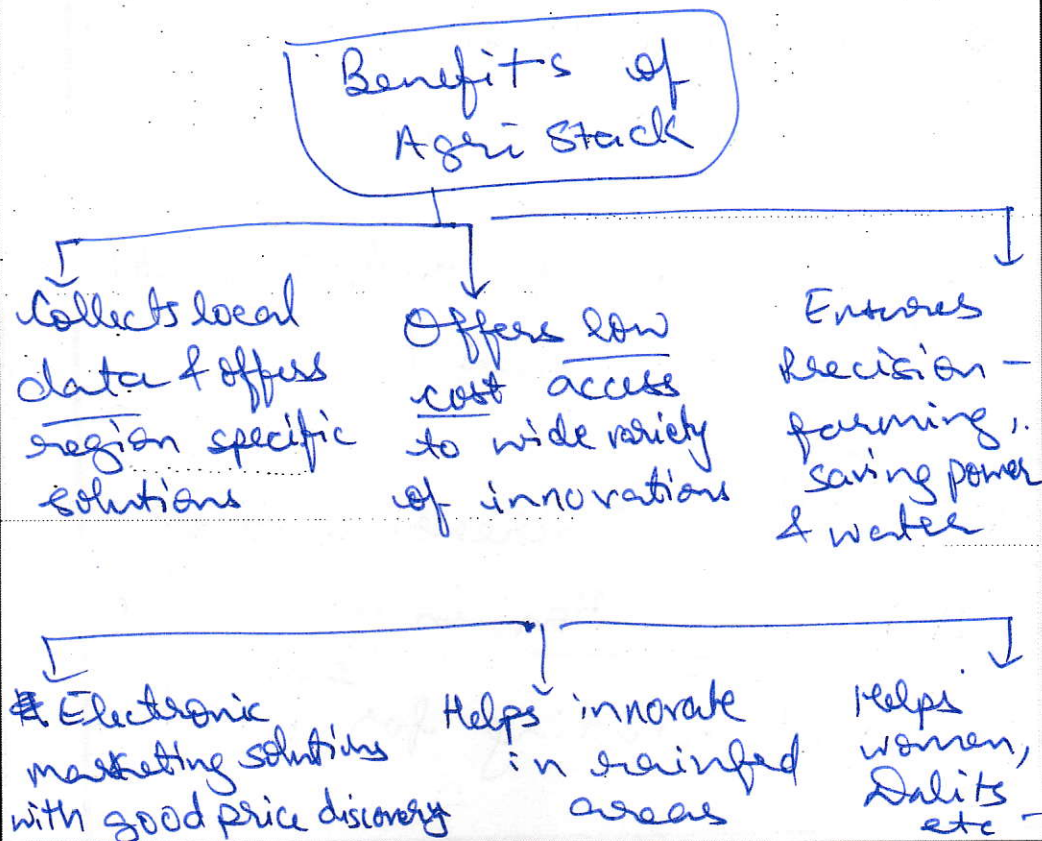 Benefits of
Agri Stack
Collects local
data & offers
region specific
solutions
Offers low
cost access
to wide variety
of innovations
Ensures
Precision -
farming,
saving power
& water
Electronic
marketing solutions
with good price discovery
Helps innovate
in rainfed
areas
Helps
women,
Dalits
etc -